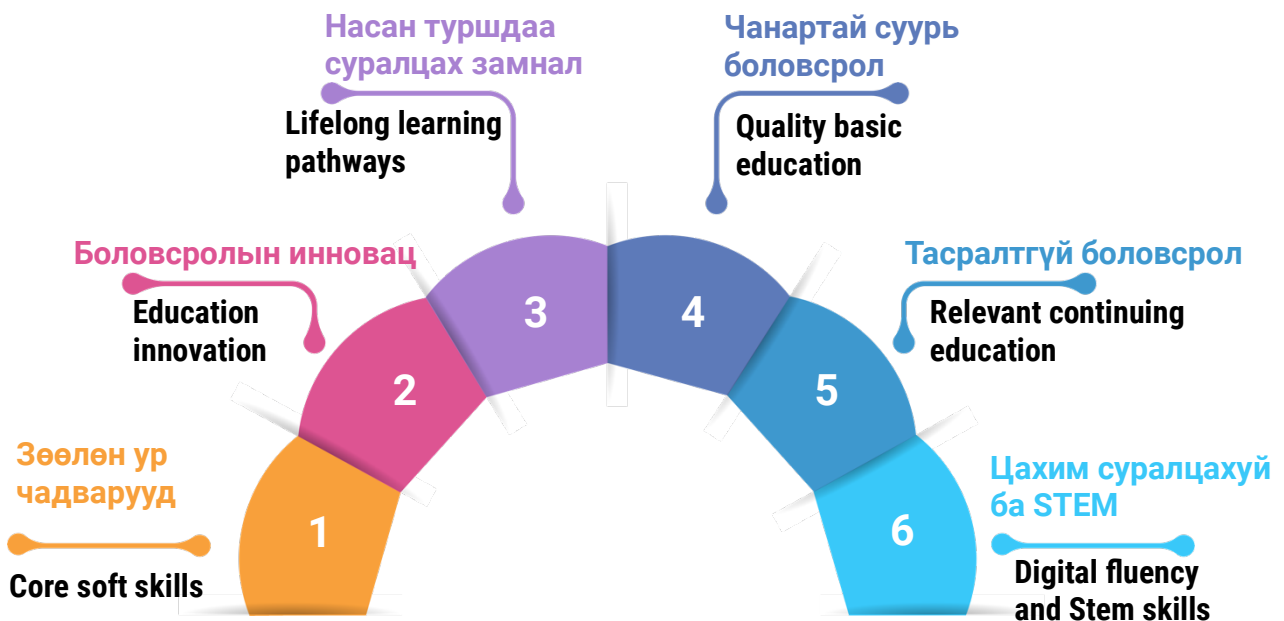 Зөөлөн ур
чадварууд
Core soft skills
1
Боловсролын инновац
Education
innovation
2
Насан туршдаа
суралцах замнал
Lifelong learning
pathways
3
Чанартай суурь
боловсрол
Quality basic
education
4
Тасралтгүй боловсрол
Relevant continuing
education
5
Цахим суралцахуй
ба STEM
Digital fluency
and Stem skills
6